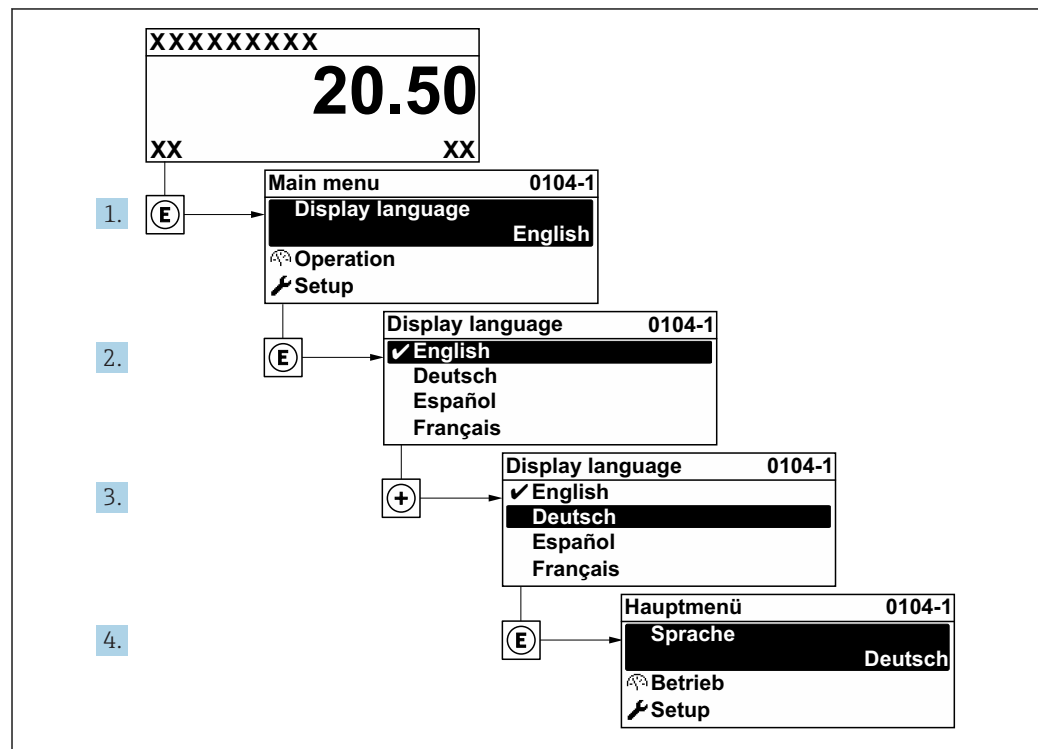 XXXXXXXXX
20.50
XX XX
1.
E
Main menu 0104-1
Display language
English
Operation
Setup
2.
E
Display language 0104-1
✔ English
Deutsch
Español
Français
3.
+
Display language 0104-1
✔ English
Deutsch
Español
Français
4.
E
Hauptmenü 0104-1
Sprache
Deutsch
Betrieb
Setup